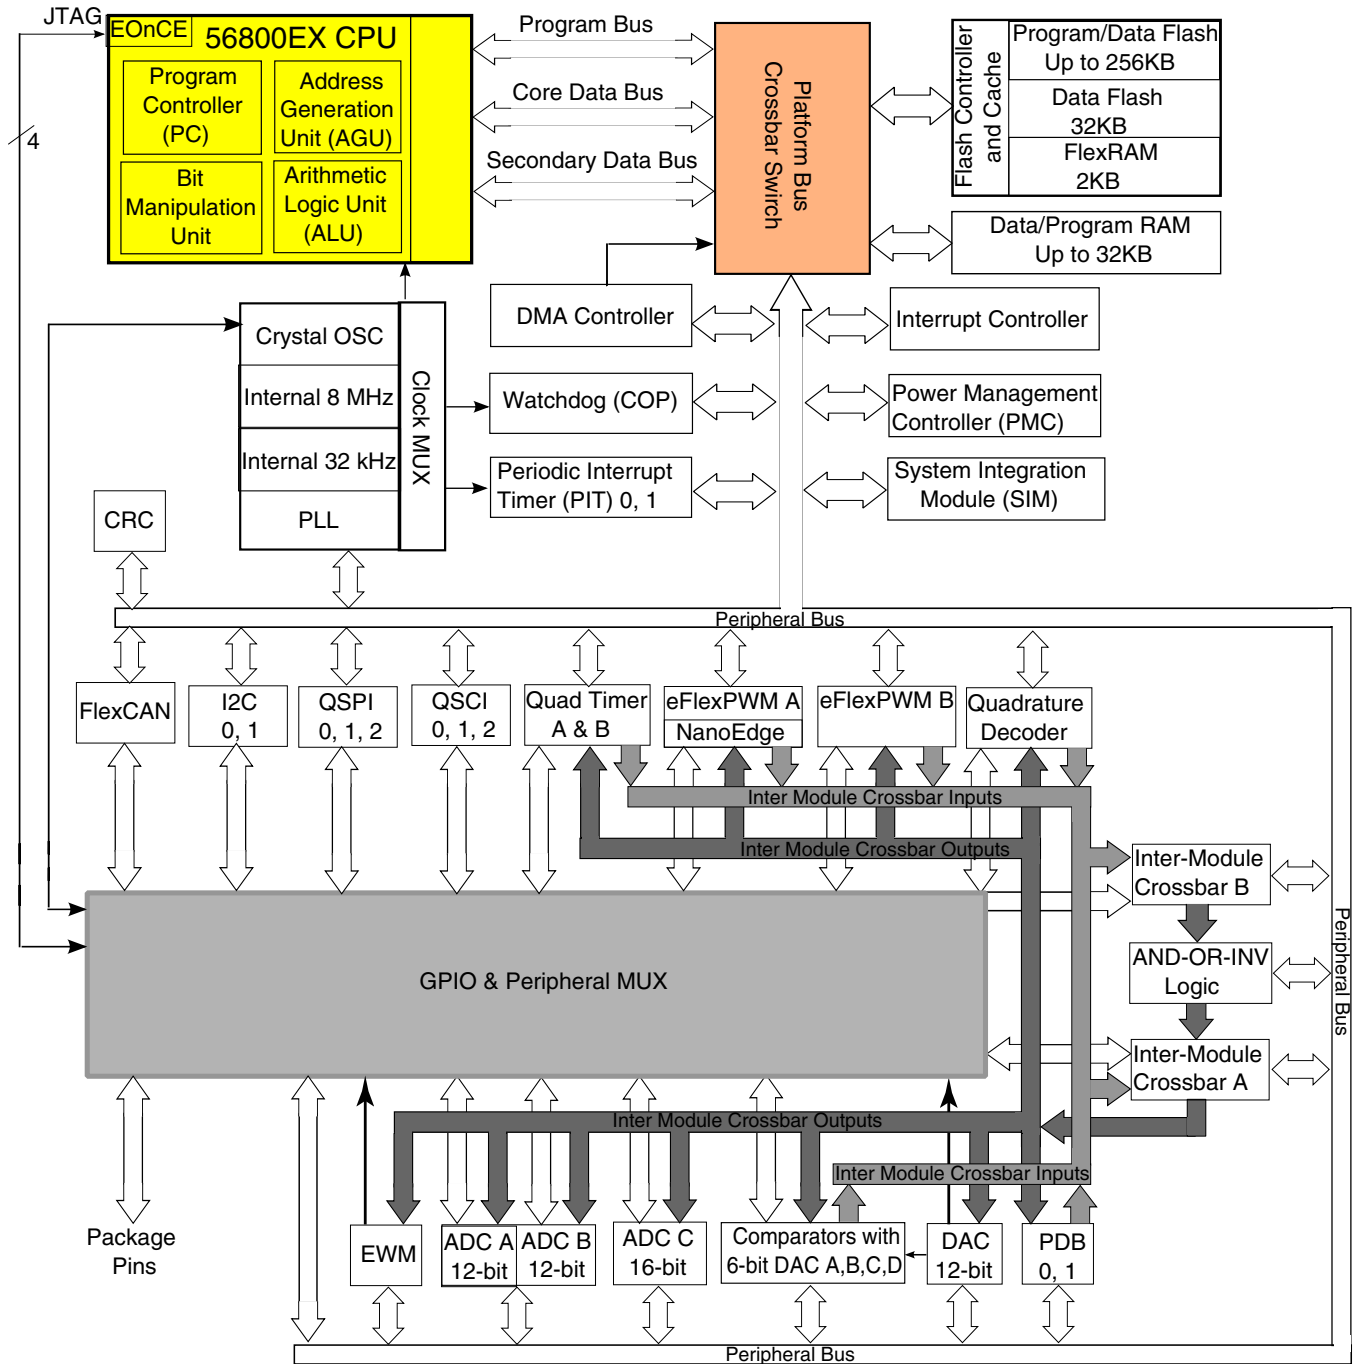 JTAG
EOnCE
56800EX CPU
Program
Controller
(PC)
Address
Generation
Unit (AGU)
Bit
Manipulation
Unit
Arithmetic
Logic Unit
(ALU)
4
Program Bus
Core Data Bus
Secondary Data Bus
Platform Bus
Crossbar Swirch
Flash Controller
and Cache
Program/Data Flash
Up to 256KB
Data Flash
32KB
FlexRAM
2KB
Data/Program RAM
Up to 32KB
Crystal OSC
Internal 8 MHz
Internal 32 kHz
PLL
Clock MUX
DMA Controller
Watchdog (COP)
Periodic Interrupt
Timer (PIT) 0, 1
Interrupt Controller
Power Management
Controller (PMC)
System Integration
Module (SIM)
CRC
Peripheral Bus
FlexCAN
I2C
0, 1
QSPI
0, 1, 2
QSCI
0, 1, 2
Quad Timer
A & B
eFlexPWM A
NanoEdge
eFlexPWM B
Quadrature
Decoder
Inter Module Crossbar Inputs
Inter Module Crossbar Outputs
Inter-Module
Crossbar B
AND-OR-INV
Logic
Inter-Module
Crossbar A
Peripheral Bus
GPIO & Peripheral MUX
Inter Module Crossbar Outputs
Inter Module Crossbar Inputs
Package
Pins
EWM
ADC A
12-bit
ADC B
12-bit
ADC C
16-bit
Comparators with
6-bit DAC A,B,C,D
DAC
12-bit
PDB
0, 1
Peripheral Bus